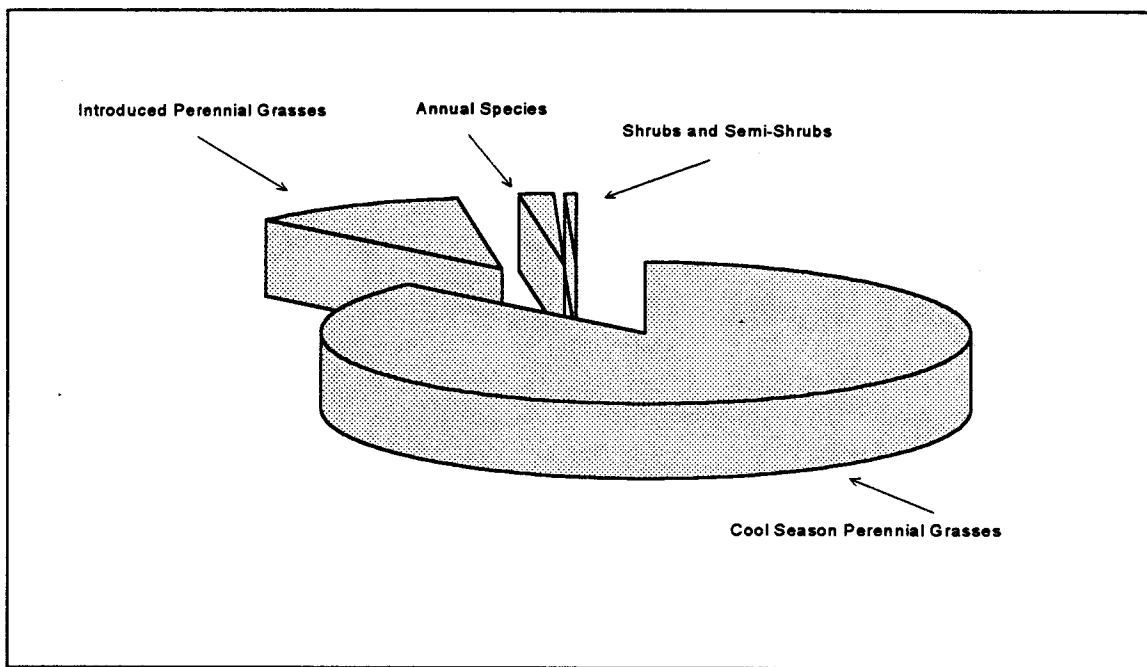 Introduced Perennial Grasses
Annual Species
Shrubs and Semi-Shrubs
Cool Season Perennial Grasses